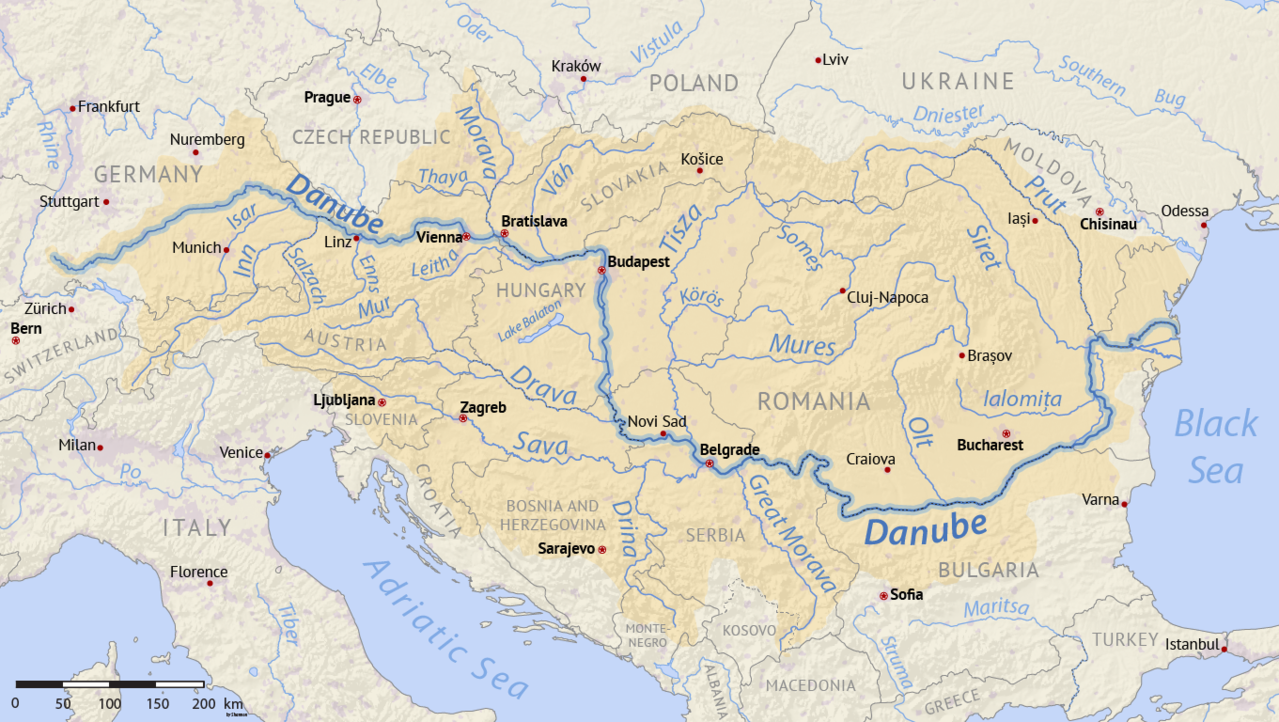 Oder
Vistula
Kraków
POLAND
Lviv
UKRAINE
Southern
Bug
Elbe
Prague
CZECH REPUBLIC
Frankfurt
Rhine
Nuremberg
GERMANY
Stuttgart
Morava
Dniester
MOLDOVA
Prut
Chisinau
Odessa
Iași
Siret
Košice
SLOVAKIA
Váh
Thaya
Danube
Isar
Munich
Inn
Salzach
Linz
Enns
Vienna
Leitha
Bratislava
Budapest
Tisza
Someș
Cluj-Napoca
HUNGARY
Lake Balaton
Körös
Mur
Zürich
Bern
SWITZERLAND
AUSTRIA
Drava
Mures
Brașov
Ialomița
ROMANIA
Olt
Bucharest
Ljubljana
SLOVENIA
Zagreb
Sava
Novi Sad
Belgrade
Craiova
Black
Sea
Milan
Venice
Po
CROATIA
BOSNIA AND
HERZEGOVINA
Sarajevo
Drina
SERBIA
Great Morava
Danube
Varna
BULGARIA
ITALY
Florence
Tiber
Adriatic Sea
Sofia
Maritsa
Struma
MONTE-
NEGRO
KOSOVO
ALBANIA
MACEDONIA
GREECE
TURKEY
Istanbul
0 50 100 150 200 km